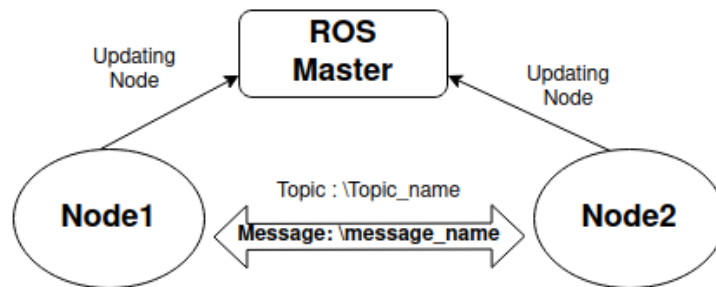 ROS
Master
Updating
Node
Updating
Node
Node1
Topic : \Topic_name
Message: \message_name
Node2